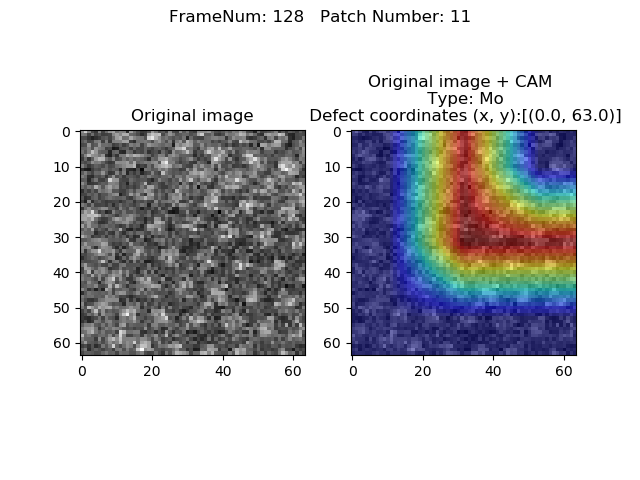 FrameNum: 128   Patch Number: 11
Original image
0
10
20
30
40
50
60
0 20 40 60
Original image + CAM
Type: Mo
Defect coordinates (x, y):[(0.0, 63.0)]
0
10
20
30
40
50
60
0 20 40 60